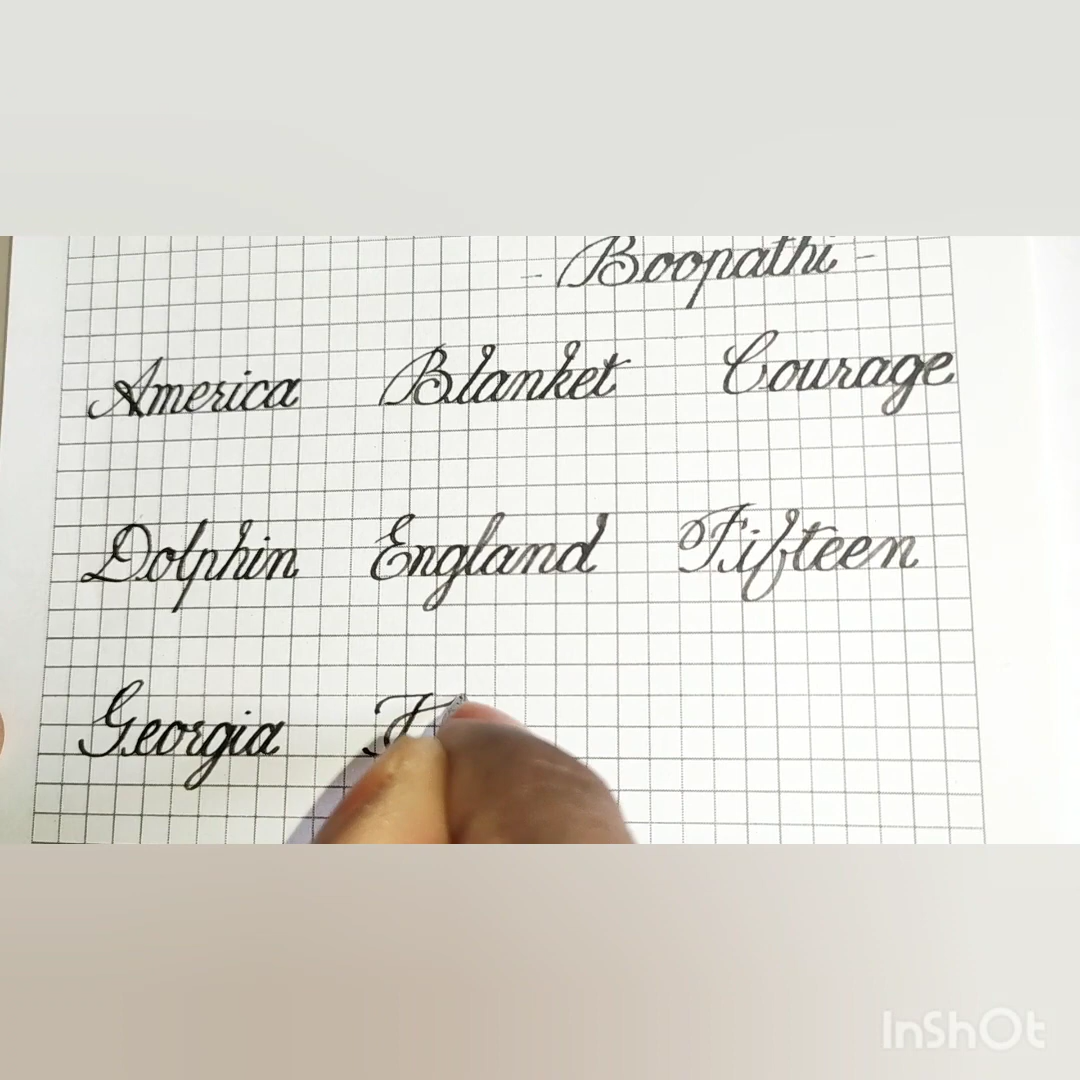 - Boopathi -
America Blanket Courage
Dolphin England Fifteen
Georgia
InShOt